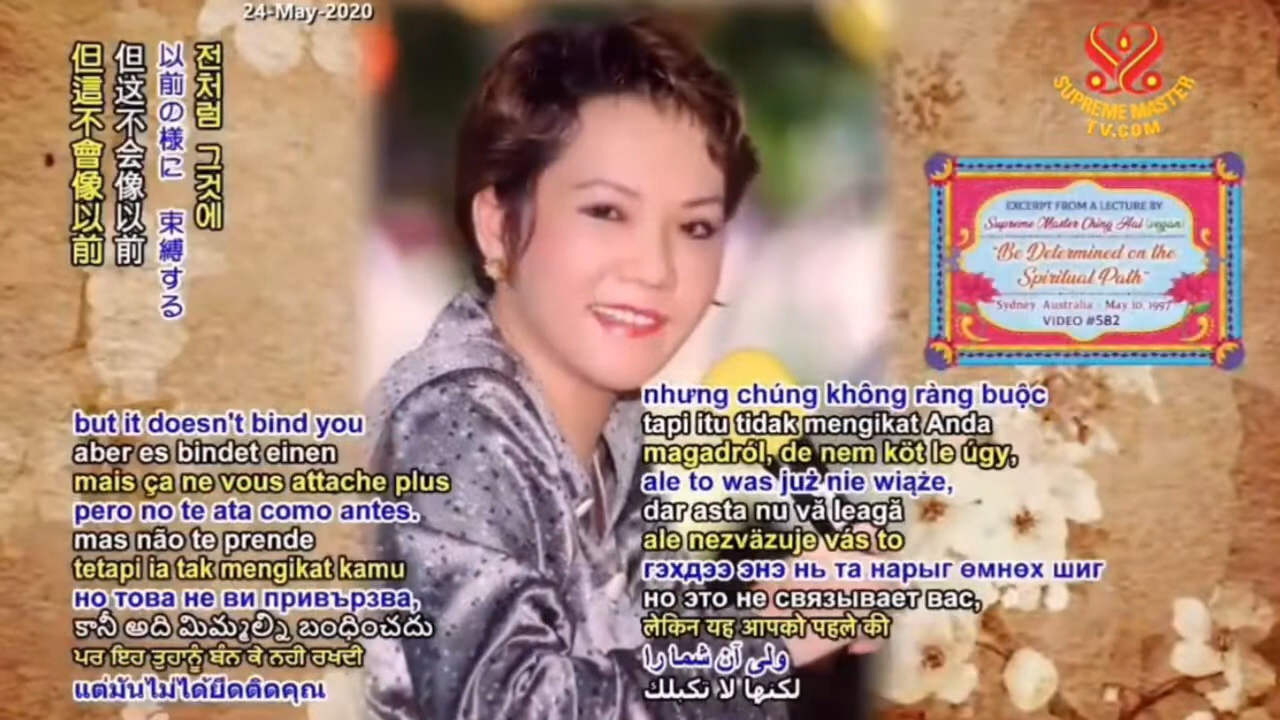 24-May-2020
전처럼 그것에
以前の様に 束縛する
但这不会像以前
但這不會像以前
SUPREME MASTER
TV.COM
EXCERPT FROM A LECTURE BY
Supreme Master Ching Hai (vegan)
"Be Determined on the
Spiritual Path"
Sydney, Australia - May 10, 1997
VIDEO #582
but it doesn't bind you
aber es bindet einen
mais ça ne vous attache plus
pero no te ata como antes.
mas não te prende
tetapi ia tak mengikat kamu
но това не ви привързва,
కానీ అది మిమ్మల్ని బంధించదు
ਪਰ ਇਹ ਤੁਹਾਨੂੰ ਬੰਨ ਕੇ ਨਹੀ ਰਖਦੀ
แต่มันไม่ได้ยึดติดคุณ
nhưng chúng không ràng buộc
tapi itu tidak mengikat Anda
magadról, de nem köt le úgy,
ale to was już nie wiąże,
dar asta nu vă leagă
ale nezväzuje vás to
гэхдээ энэ нь та нарыг өмнөх шиг
но это не связывает вас,
लेकिन यह आपको पहले की
ولی آن شما را
لكنها لا تكبلك